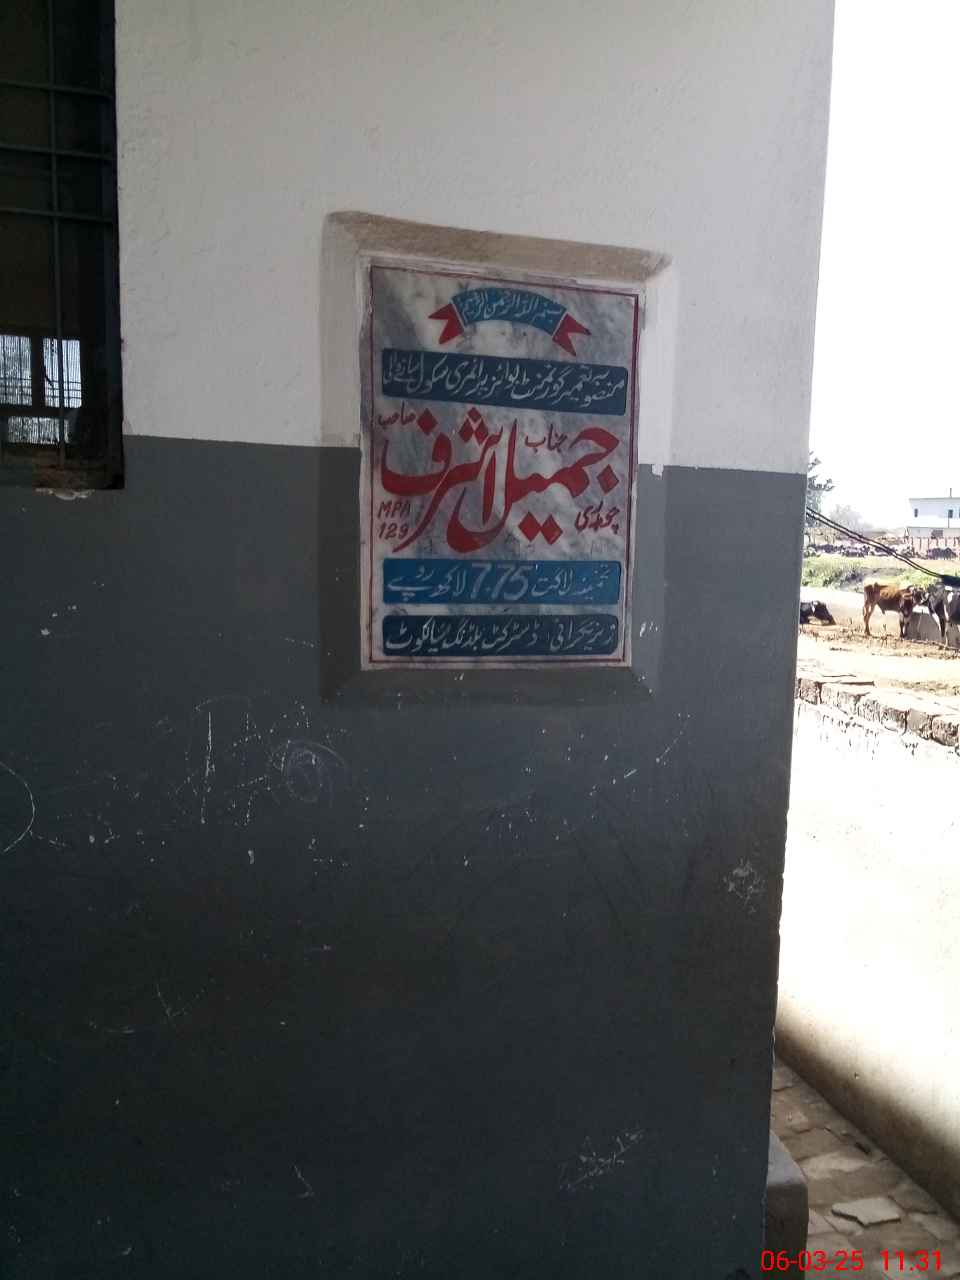 بسم اللہ الرحمن الرحیم
منصوبہ تعمیر گورنمنٹ بوائز پرائمری سکول
جناب چوہدری جمیل اشرف صاحب
MPA
129
تخمینہ لاگت 7.75 لاکھ روپے
زیر نگرانی: ڈسٹرکٹ بلڈنگ سیالکوٹ
06-03-25 11:31